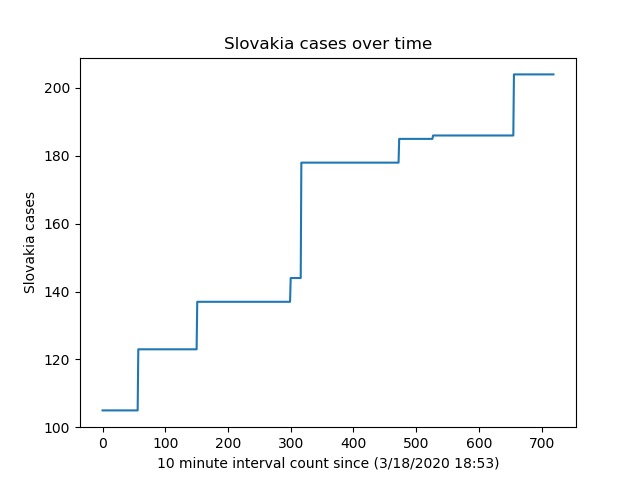 Slovakia cases over time
200
180
160
140
120
100
Slovakia cases
0 100 200 300 400 500 600 700
10 minute interval count since (3/18/2020 18:53)